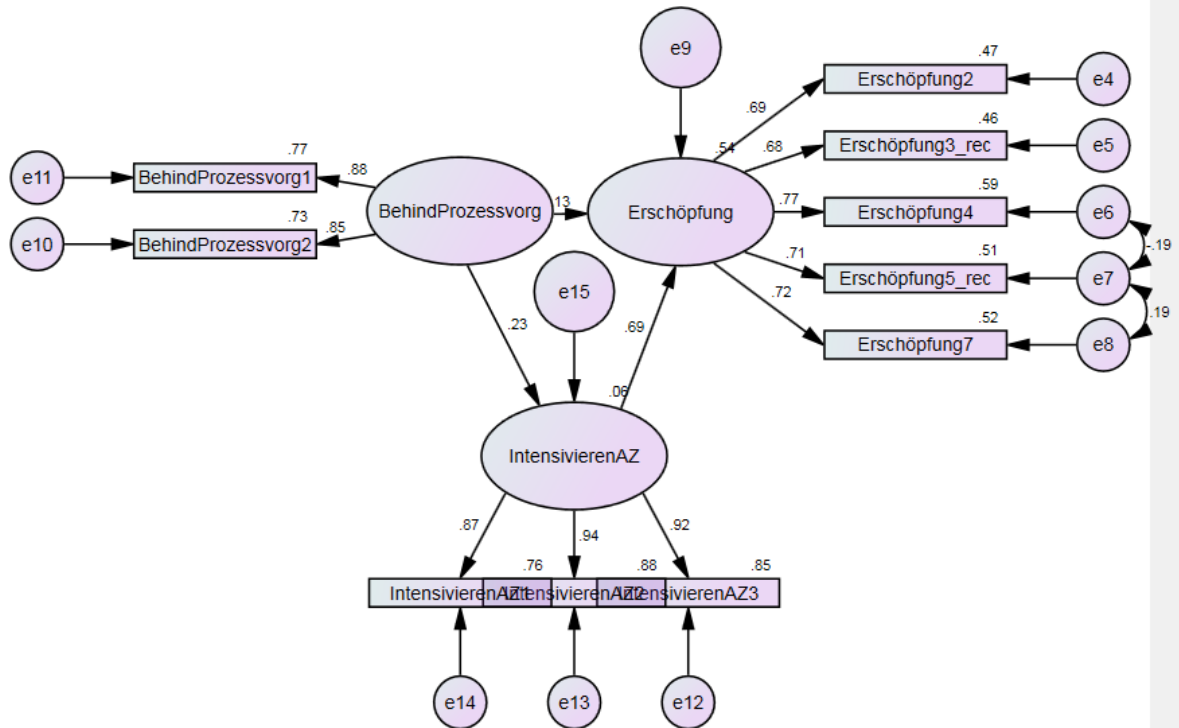 e9
.47
Erschöpfung2
e4
.69
.46
.54
.68
Erschöpfung3_rec
e5
.77
e11
BehindProzessvorg1
.88
.59
BehindProzessvorg
.13
Erschöpfung
.77
Erschöpfung4
e6
.73
e10
BehindProzessvorg2
.85
-.19
.71
.51
Erschöpfung5_rec
e7
e15
.72
.19
.23
.69
.52
Erschöpfung7
e8
.06
IntensivierenAZ
.87
.94
.92
.76
.88
.85
IntensivierenAZ1
IntensivierenAZ2
IntensivierenAZ3
e14
e13
e12